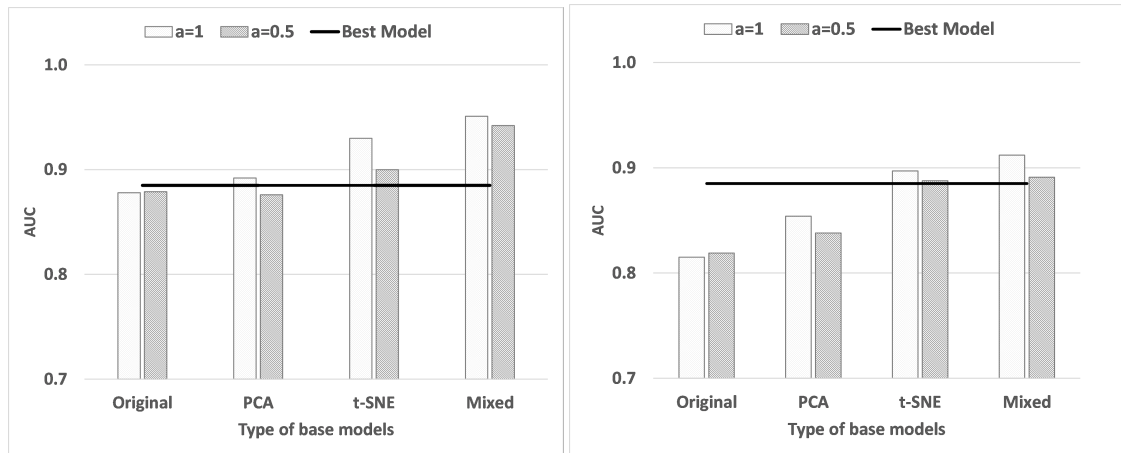 a=1 a=0.5 Best Model
1.0
0.9
0.8
0.7
AUC
Original PCA t-SNE Mixed
Type of base models
a=1 a=0.5 Best Model
1.0
0.9
0.8
0.7
AUC
Original PCA t-SNE Mixed
Type of base models